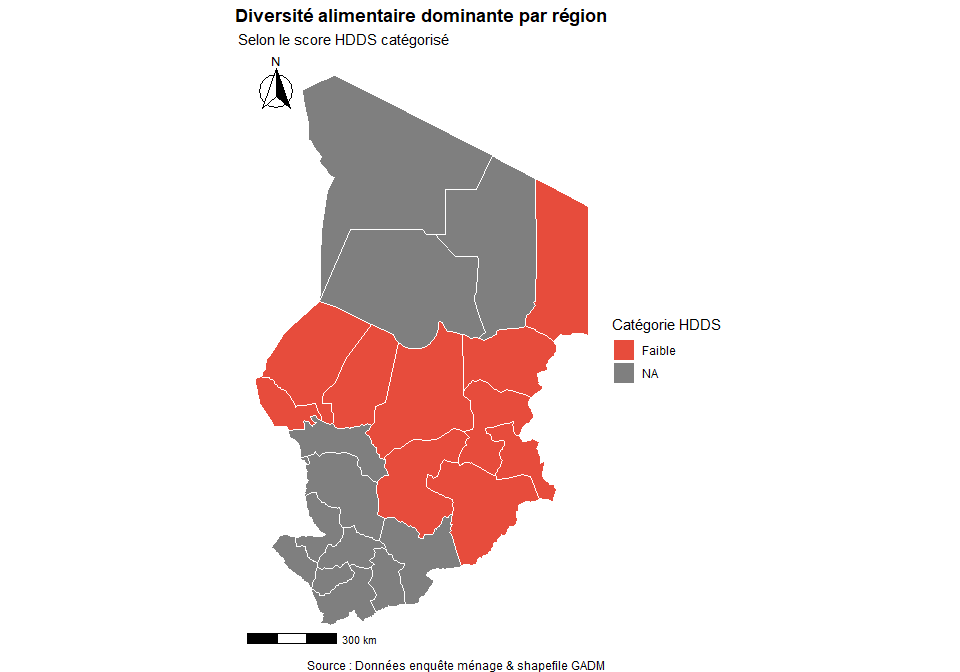 Diversité alimentaire dominante par région
Selon le score HDDS catégorisé
N
Catégorie HDDS
Faible
NA
300 km
Source : Données enquête ménage & shapefile GADM